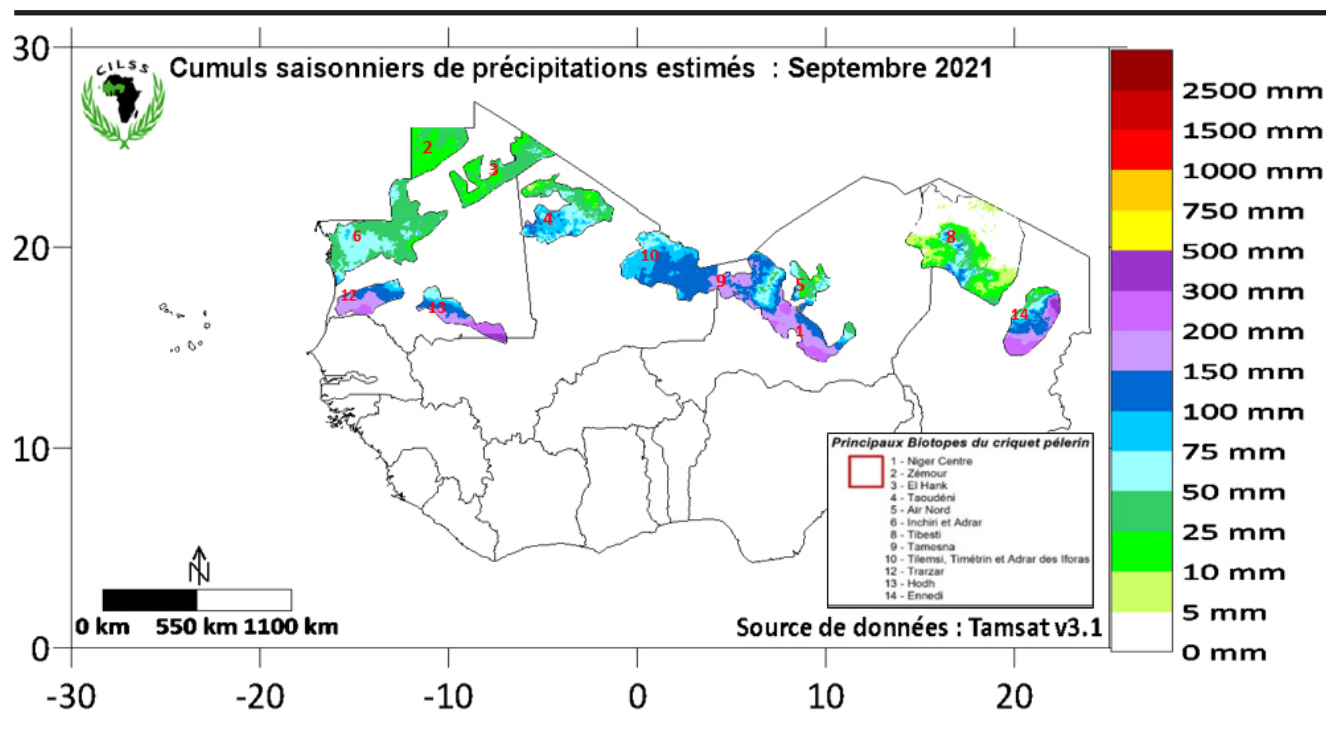 30
CILSS
Cumuls saisonniers de précipitations estimés : Septembre 2021
2500 mm
1500 mm
1000 mm
750 mm
500 mm
300 mm
200 mm
150 mm
100 mm
75 mm
50 mm
25 mm
10 mm
5 mm
0 mm
2
3
4
6
20
8
10
9
5
12
13
14
1
10
Principaux Biotopes du criquet pélerin
1 - Niger Centre
2 - Zémour
3 - El Hank
4 - Taoudéni
5 - Air Nord
6 - Inchiri et Adrar
8 - Tibesti
9 - Tamesna
10 - Tilemsi, Timétrin et Adrar des Iforas
12 - Trarzar
13 - Hodh
14 - Ennedi
N
0 km 550 km 1100 km
Source de données : Tamsat v3.1
0
-30 -20 -10 0 10 20